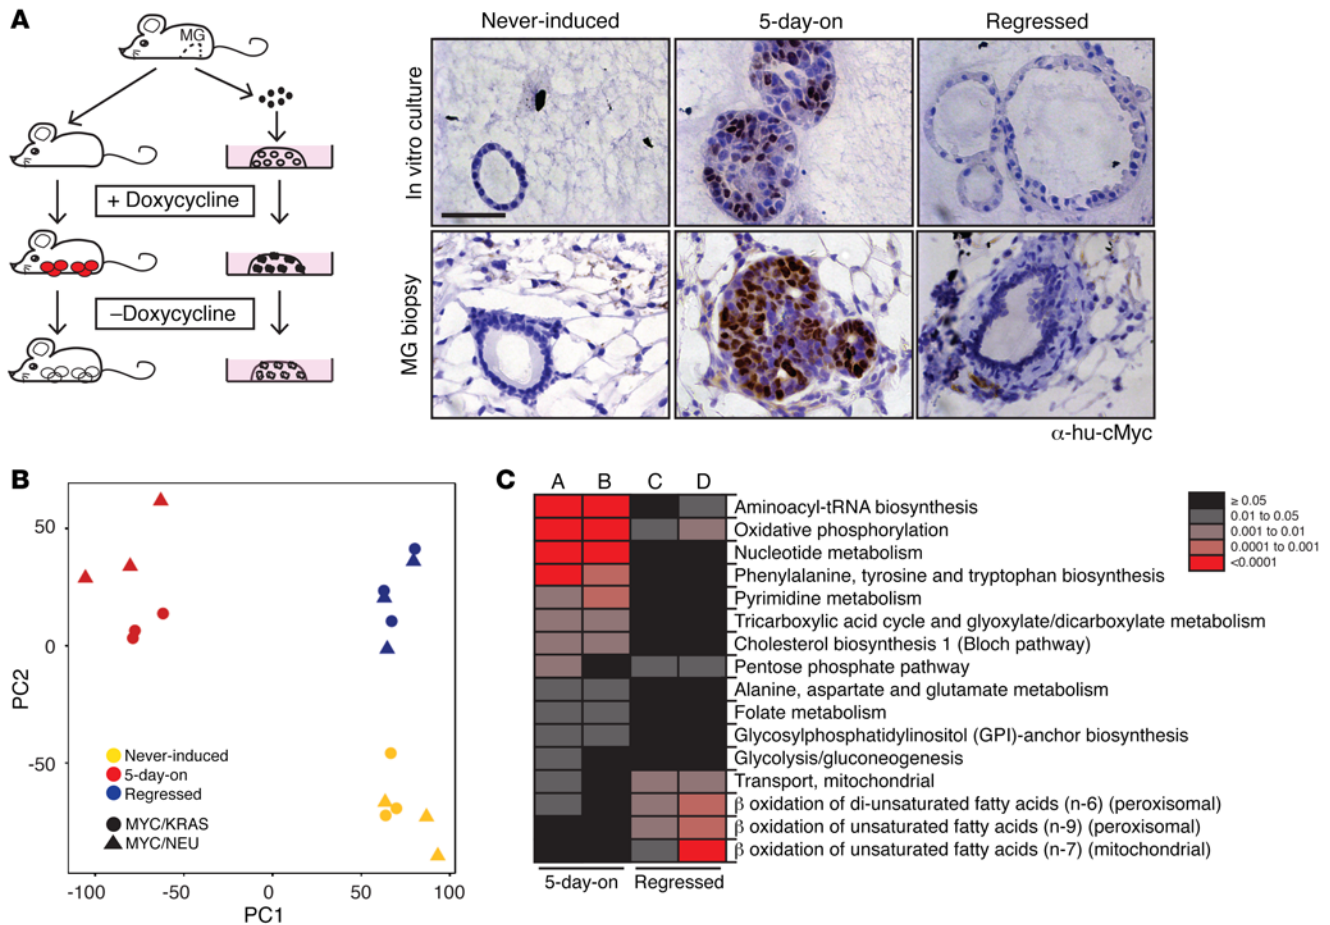 A
MG
+ Doxycycline
–Doxycycline
Never-induced
5-day-on
Regressed
In vitro culture
MG biopsy
α-hu-cMyc
B
PC2
50
0
-50
Never-induced
5-day-on
Regressed
MYC/KRAS
MYC/NEU
-100
-50
0
50
100
PC1
C
A B C D
Aminoacyl-tRNA biosynthesis
Oxidative phosphorylation
Nucleotide metabolism
Phenylalanine, tyrosine and tryptophan biosynthesis
Pyrimidine metabolism
Tricarboxylic acid cycle and glyoxylate/dicarboxylate metabolism
Cholesterol biosynthesis 1 (Bloch pathway)
Pentose phosphate pathway
Alanine, aspartate and glutamate metabolism
Folate metabolism
Glycosylphosphatidylinositol (GPI)-anchor biosynthesis
Glycolysis/gluconeogenesis
Transport, mitochondrial
β oxidation of di-unsaturated fatty acids (n-6) (peroxisomal)
β oxidation of unsaturated fatty acids (n-9) (peroxisomal)
β oxidation of unsaturated fatty acids (n-7) (mitochondrial)
5-day-on
Regressed
≥ 0.05
0.01 to 0.05
0.001 to 0.01
0.0001 to 0.001
<0.0001